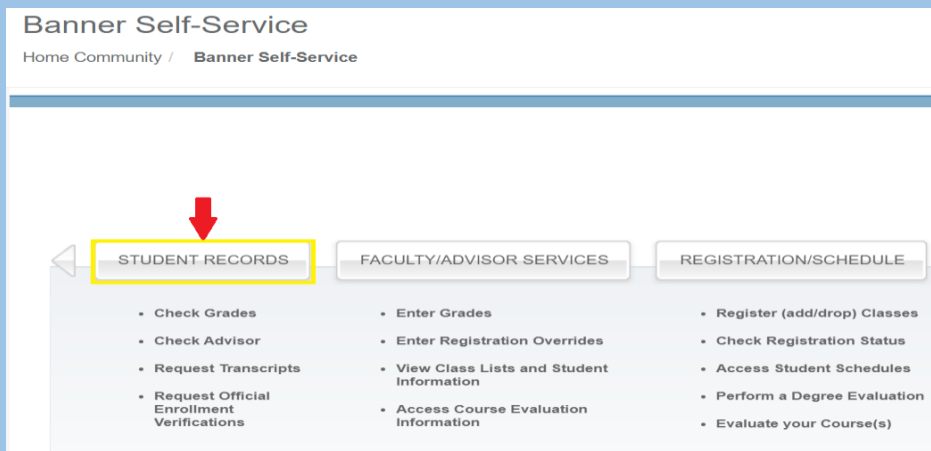 Banner Self-Service
Home Community / Banner Self-Service
STUDENT RECORDS
• Check Grades
• Check Advisor
• Request Transcripts
• Request Official
Enrollment
Verifications
FACULTY/ADVISOR SERVICES
• Enter Grades
• Enter Registration Overrides
• View Class Lists and Student
Information
• Access Course Evaluation
Information
REGISTRATION/SCHEDULE
• Register (add/drop) Classes
• Check Registration Status
• Access Student Schedules
• Perform a Degree Evaluation
• Evaluate your Course(s)